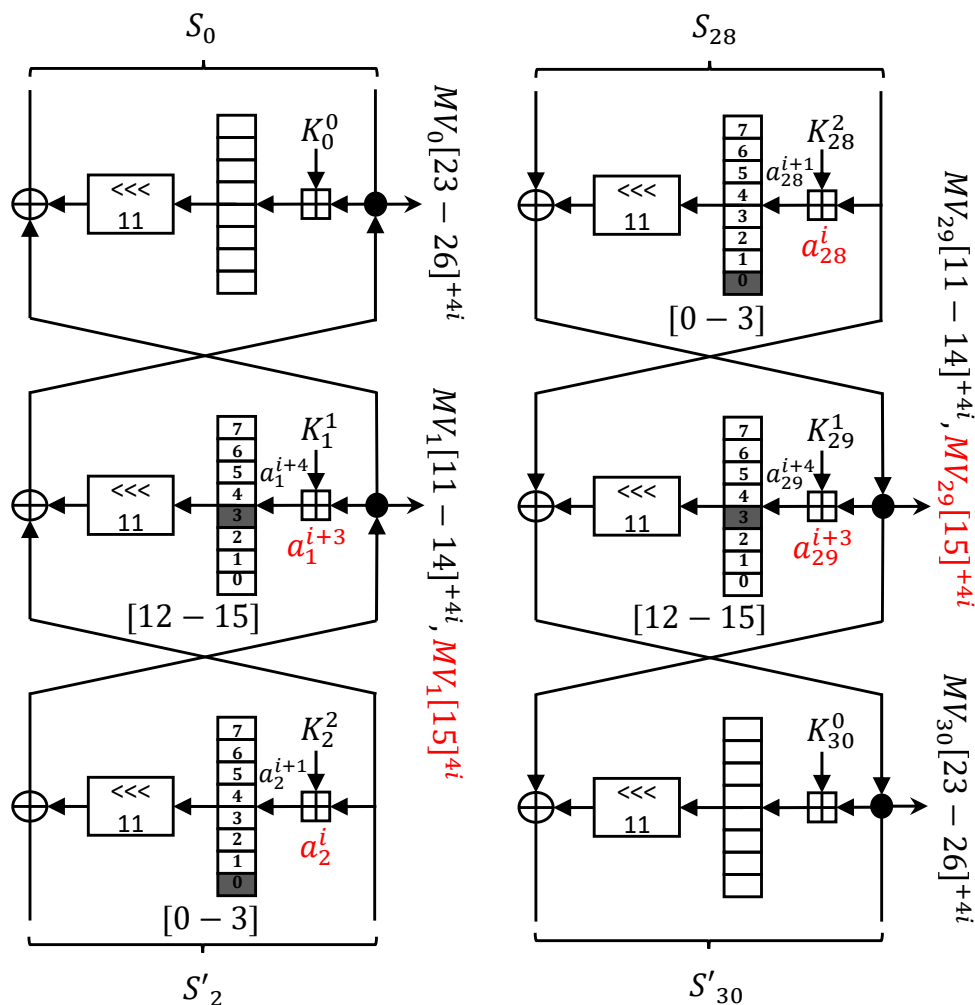 S_0
K_0^0
<<<
11
MV_0[23 − 26]^{+4i}
7
6
5
4
3
2
1
0
K_1^1
a_1^{i+4}
<<<
11
a_1^{i+3}
[12 − 15]
MV_1[11 − 14]^{+4i}, MV_1[15]^{4i}
7
6
5
4
3
2
1
0
K_2^2
a_2^{i+1}
<<<
11
a_2^i
[0 − 3]
S'_2
S_28
7
6
5
4
3
2
1
0
K_28^2
a_28^{i+1}
<<<
11
a_28^i
[0 − 3]
MV_29[11 − 14]^{+4i}, MV_29[15]^{+4i}
7
6
5
4
3
2
1
0
K_29^1
a_29^{i+4}
<<<
11
a_29^{i+3}
[12 − 15]
K_30^0
<<<
11
MV_30[23 − 26]^{+4i}
S'_30